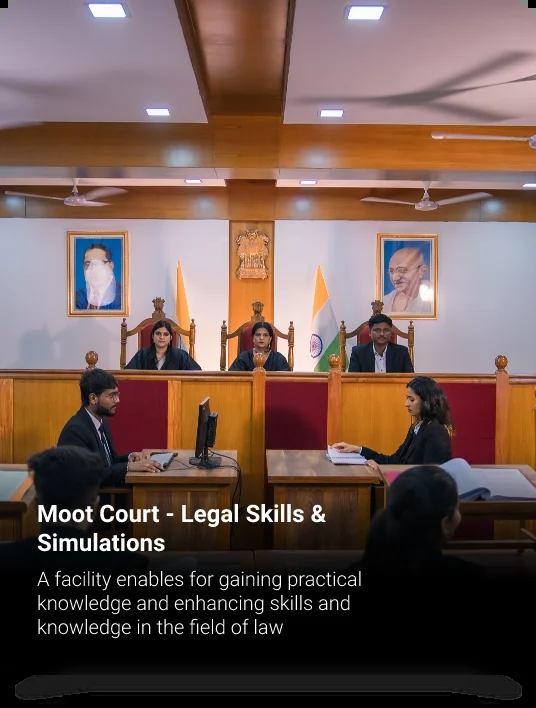 Moot Court - Legal Skills &
Simulations
A facility enables for gaining practical
knowledge and enhancing skills and
knowledge in the field of law